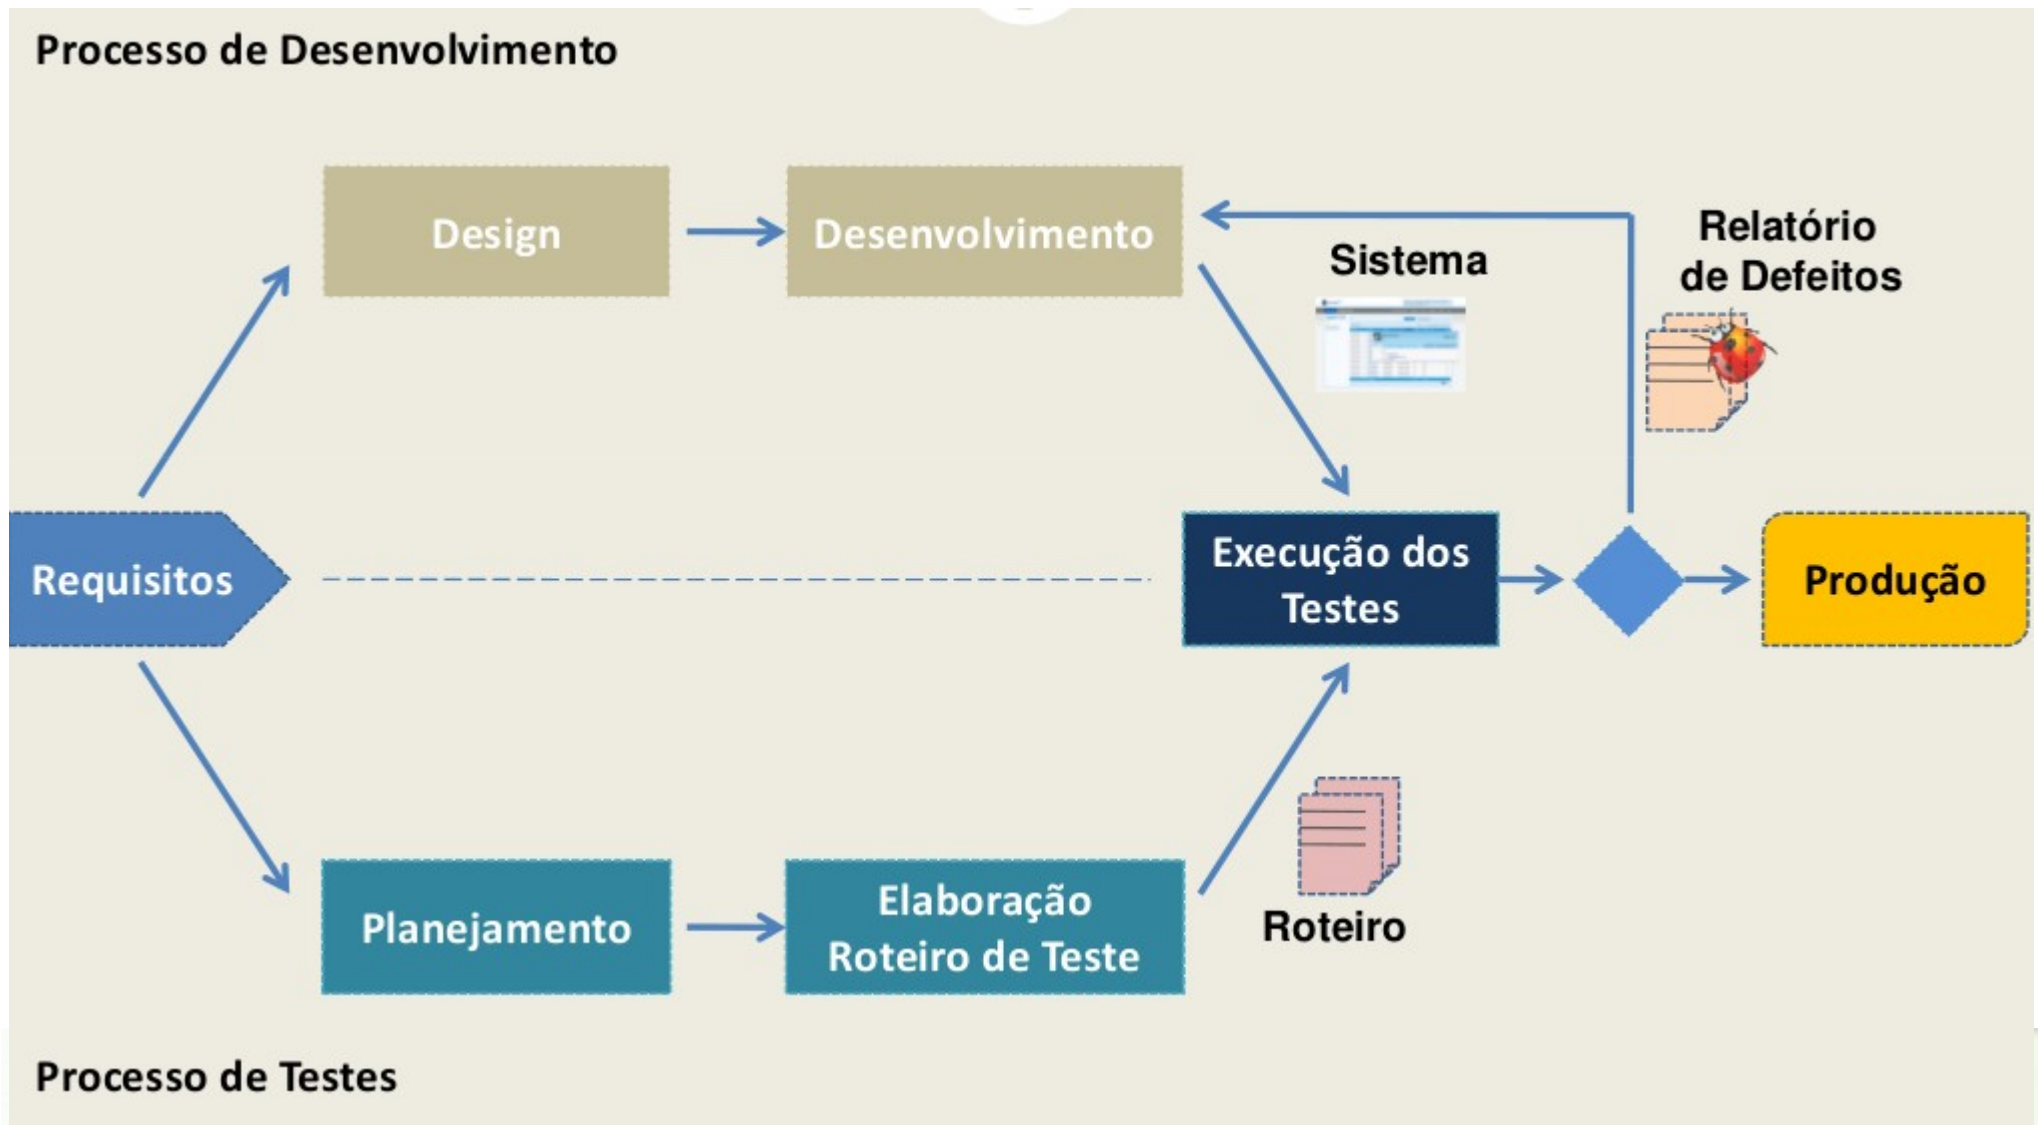 Processo de Desenvolvimento
Design
Desenvolvimento
Sistema
Relatório
de Defeitos
Requisitos
Execução dos
Testes
Produção
Planejamento
Elaboração
Roteiro de Teste
Roteiro
Processo de Testes